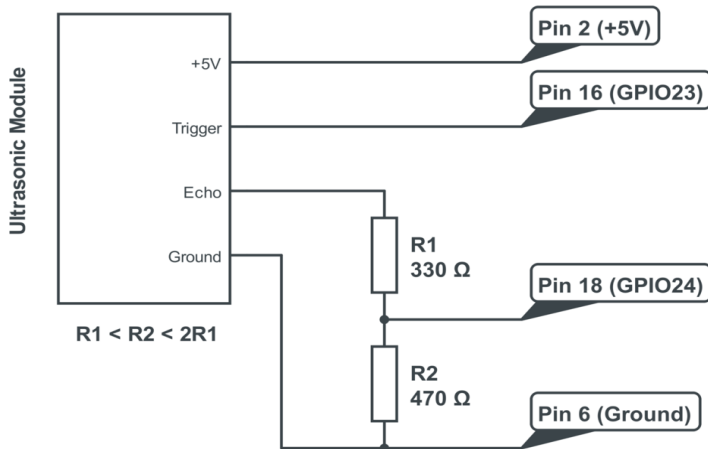 Ultrasonic Module
+5V
Trigger
Echo
Ground
R1 < R2 < 2R1
R1
330 Ω
R2
470 Ω
Pin 2 (+5V)
Pin 16 (GPIO23)
Pin 18 (GPIO24)
Pin 6 (Ground)